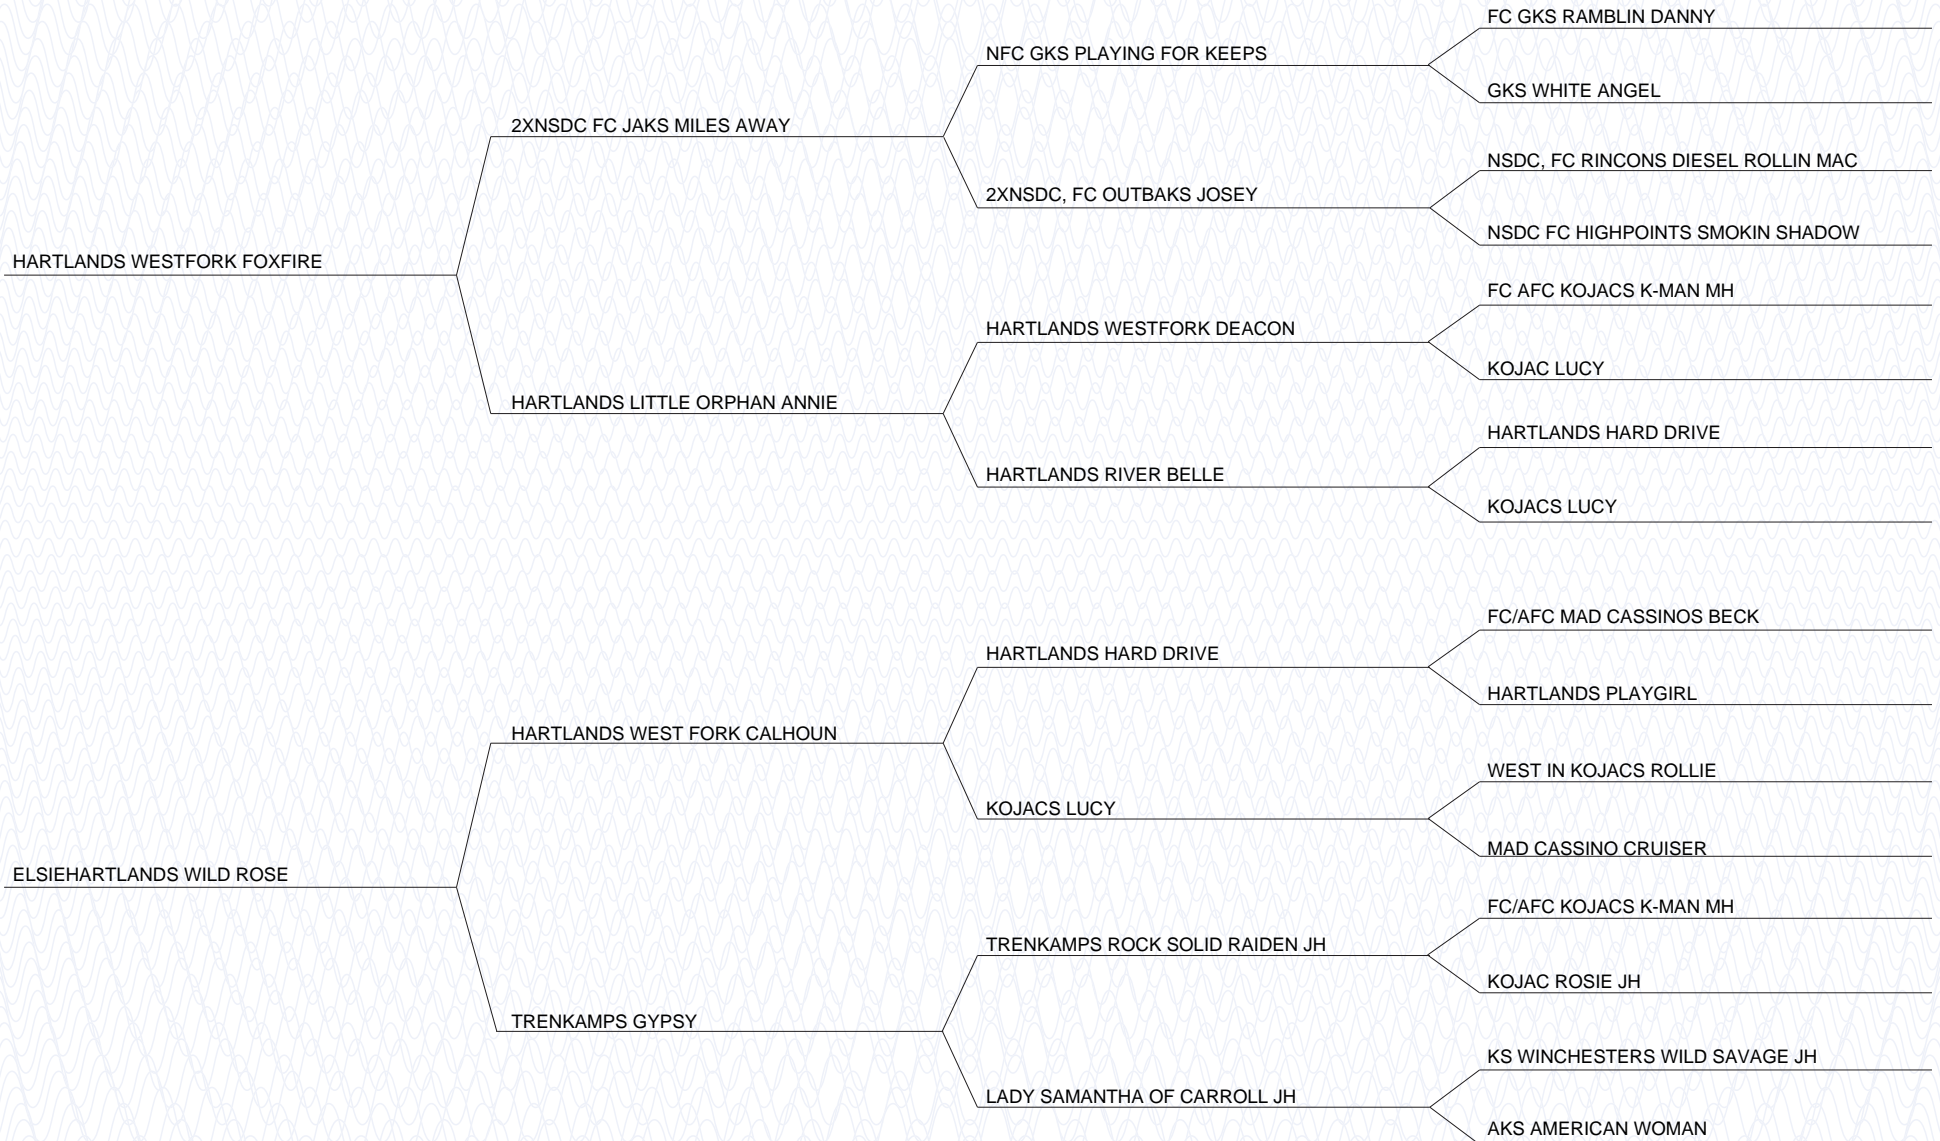 FC GKS RAMBLIN DANNY
NFC GKS PLAYING FOR KEEPS
GKS WHITE ANGEL
2XNSDC FC JAKS MILES AWAY
NSDC, FC RINCONS DIESEL ROLLIN MAC
2XNSDC, FC OUTBAKS JOSEY
NSDC FC HIGHPOINTS SMOKIN SHADOW
HARTLANDS WESTFORK FOXFIRE
FC AFC KOJACS K-MAN MH
HARTLANDS WESTFORK DEACON
KOJAC LUCY
HARTLANDS LITTLE ORPHAN ANNIE
HARTLANDS HARD DRIVE
HARTLANDS RIVER BELLE
KOJACS LUCY
FC/AFC MAD CASSINOS BECK
HARTLANDS HARD DRIVE
HARTLANDS PLAYGIRL
HARTLANDS WEST FORK CALHOUN
WEST IN KOJACS ROLLIE
KOJACS LUCY
MAD CASSINO CRUISER
ELSIEHARTLANDS WILD ROSE
FC/AFC KOJACS K-MAN MH
TRENKAMPS ROCK SOLID RAIDEN JH
KOJAC ROSIE JH
TRENKAMPS GYPSY
KS WINCHESTERS WILD SAVAGE JH
LADY SAMANTHA OF CARROLL JH
AKS AMERICAN WOMAN